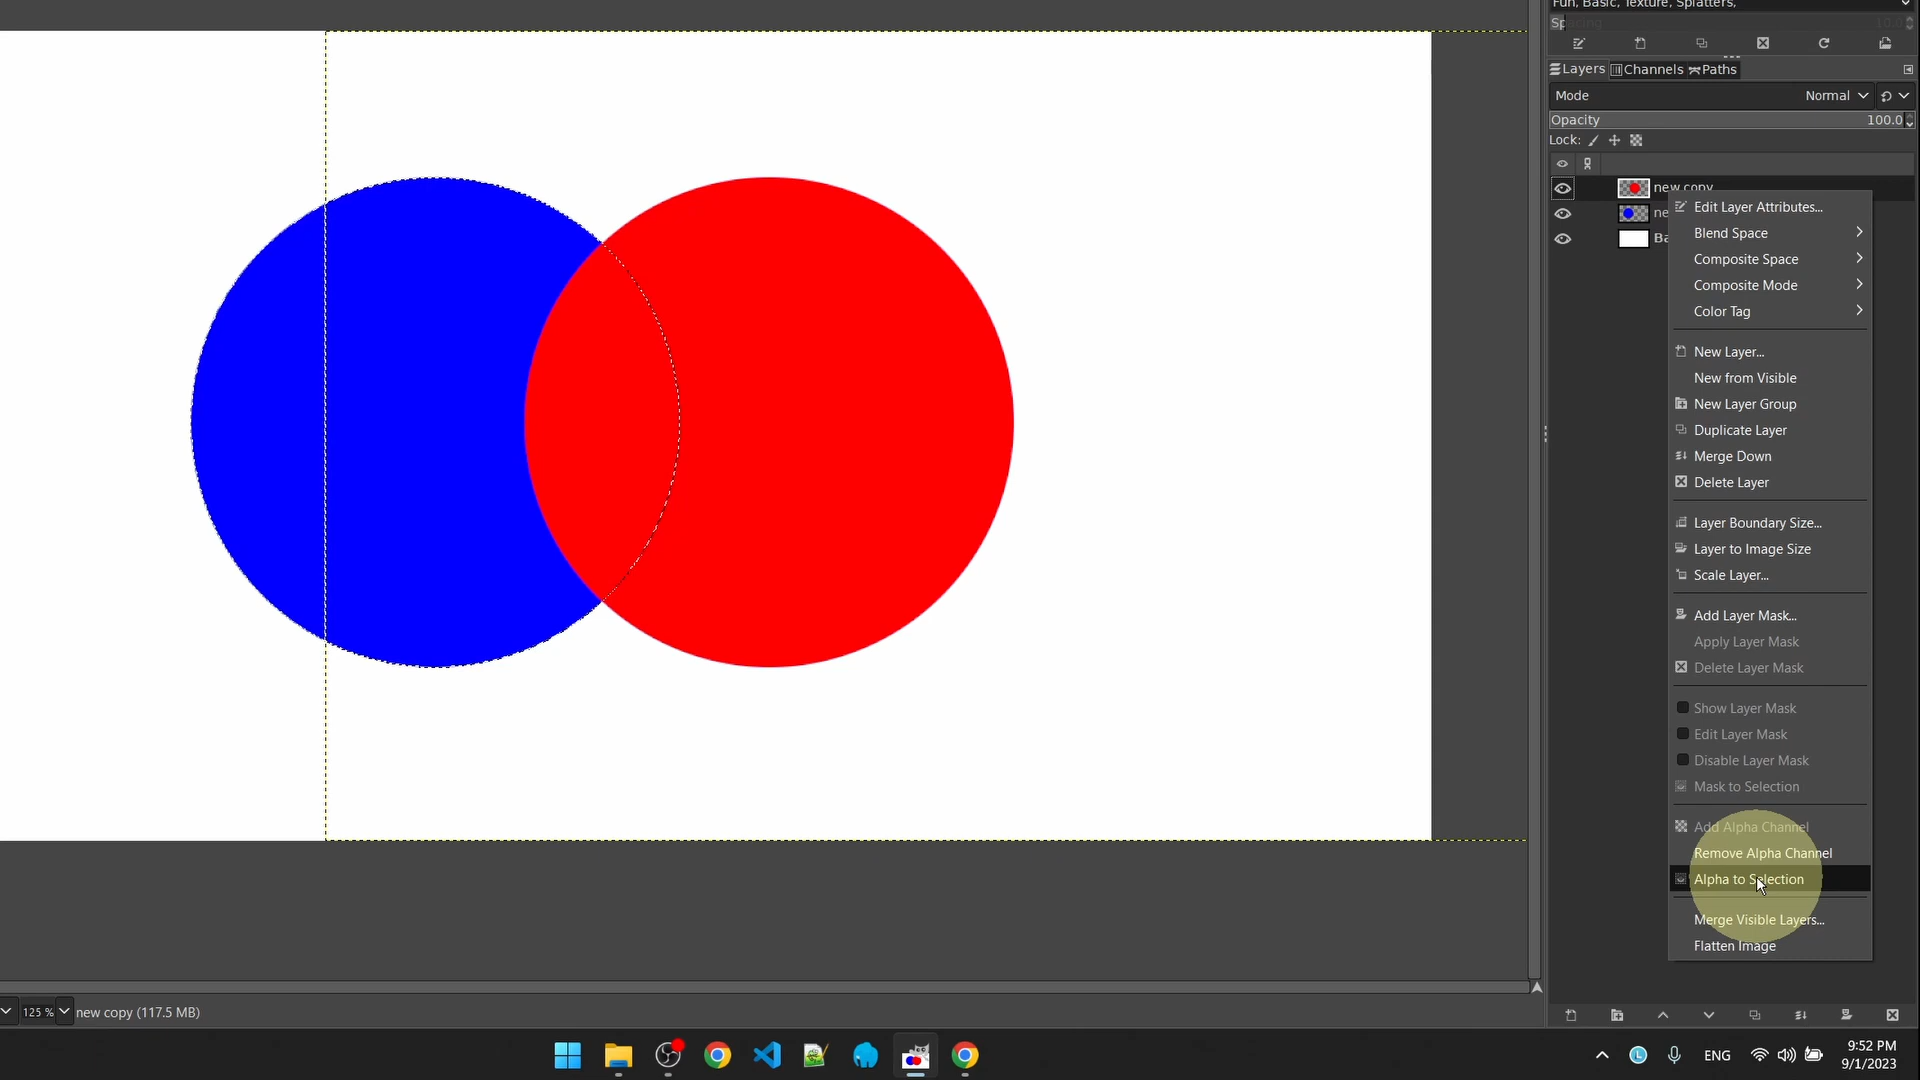 Fun, Basic, Texture, Splatters,
Spacing 10.0
Layers Channels Paths
Mode Normal
Opacity 100.0
Lock:
new copy
ne
Ba
Edit Layer Attributes...
Blend Space
Composite Space
Composite Mode
Color Tag
New Layer...
New from Visible
New Layer Group
Duplicate Layer
Merge Down
Delete Layer
Layer Boundary Size...
Layer to Image Size
Scale Layer...
Add Layer Mask...
Apply Layer Mask
Delete Layer Mask
Show Layer Mask
Edit Layer Mask
Disable Layer Mask
Mask to Selection
Add Alpha Channel
Remove Alpha Channel
Alpha to Selection
Merge Visible Layers...
Flatten Image
125 % new copy (117.5 MB)
L ENG 9:52 PM
9/1/2023